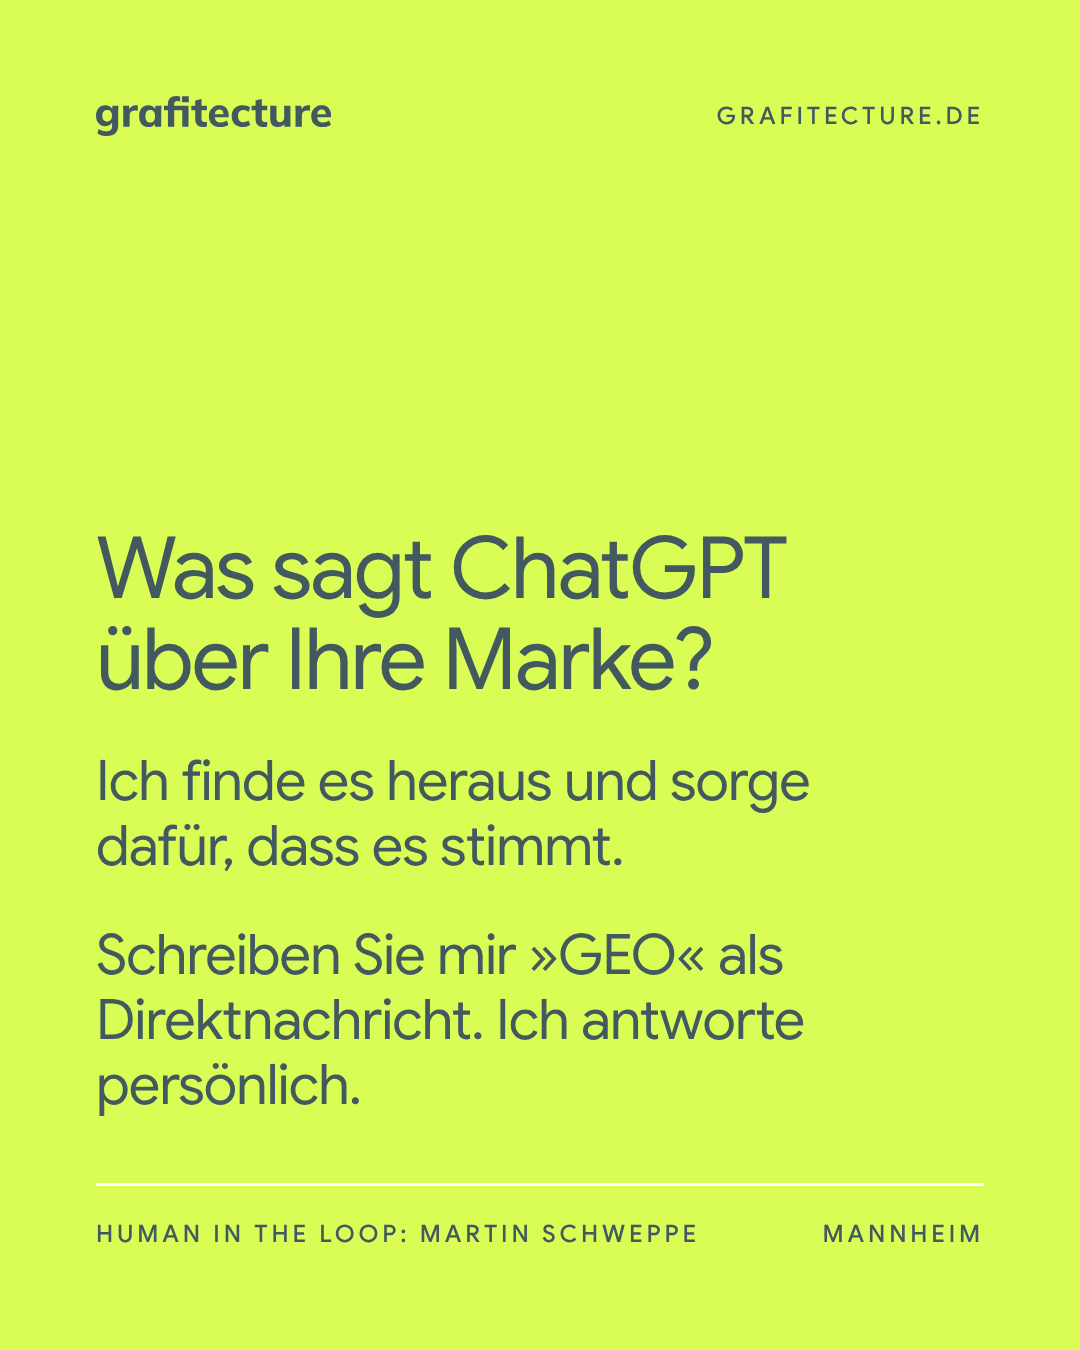 grafitecture
GRAFITECTURE.DE
Was sagt ChatGPT
über Ihre Marke?
Ich finde es heraus und sorge
dafür, dass es stimmt.
Schreiben Sie mir »GEO« als
Direktnachricht. Ich antworte
persönlich.
HUMAN IN THE LOOP: MARTIN SCHWEPPE
MANNHEIM